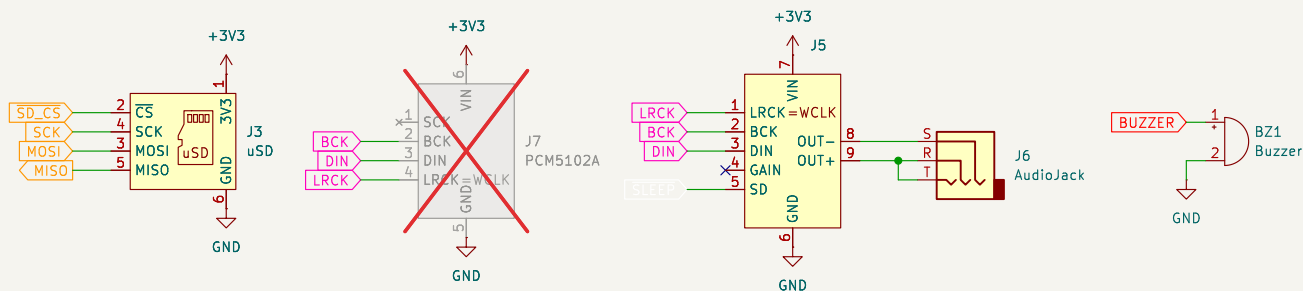 +3V3
1
SD_CS 2 CS 3V3
SCK 4 SCK
MOSI 3 MOSI
MISO 5 MISO
uSD
GND
6
J3
uSD
GND
+3V3
6
VIN
1 SCK
BCK 2 BCK
DIN 3 DIN
LRCK 4 LRCK=WCLK
GND
5
J7
PCM5102A
GND
+3V3
J5
7
VIN
LRCK 1 LRCK=WCLK
BCK 2 BCK
DIN 3 DIN
4 GAIN
SLEEP 5 SD
OUT- 8
OUT+ 9
GND
6
GND
S
R
T
J6
AudioJack
BUZZER 1
+
2
BZ1
Buzzer
GND